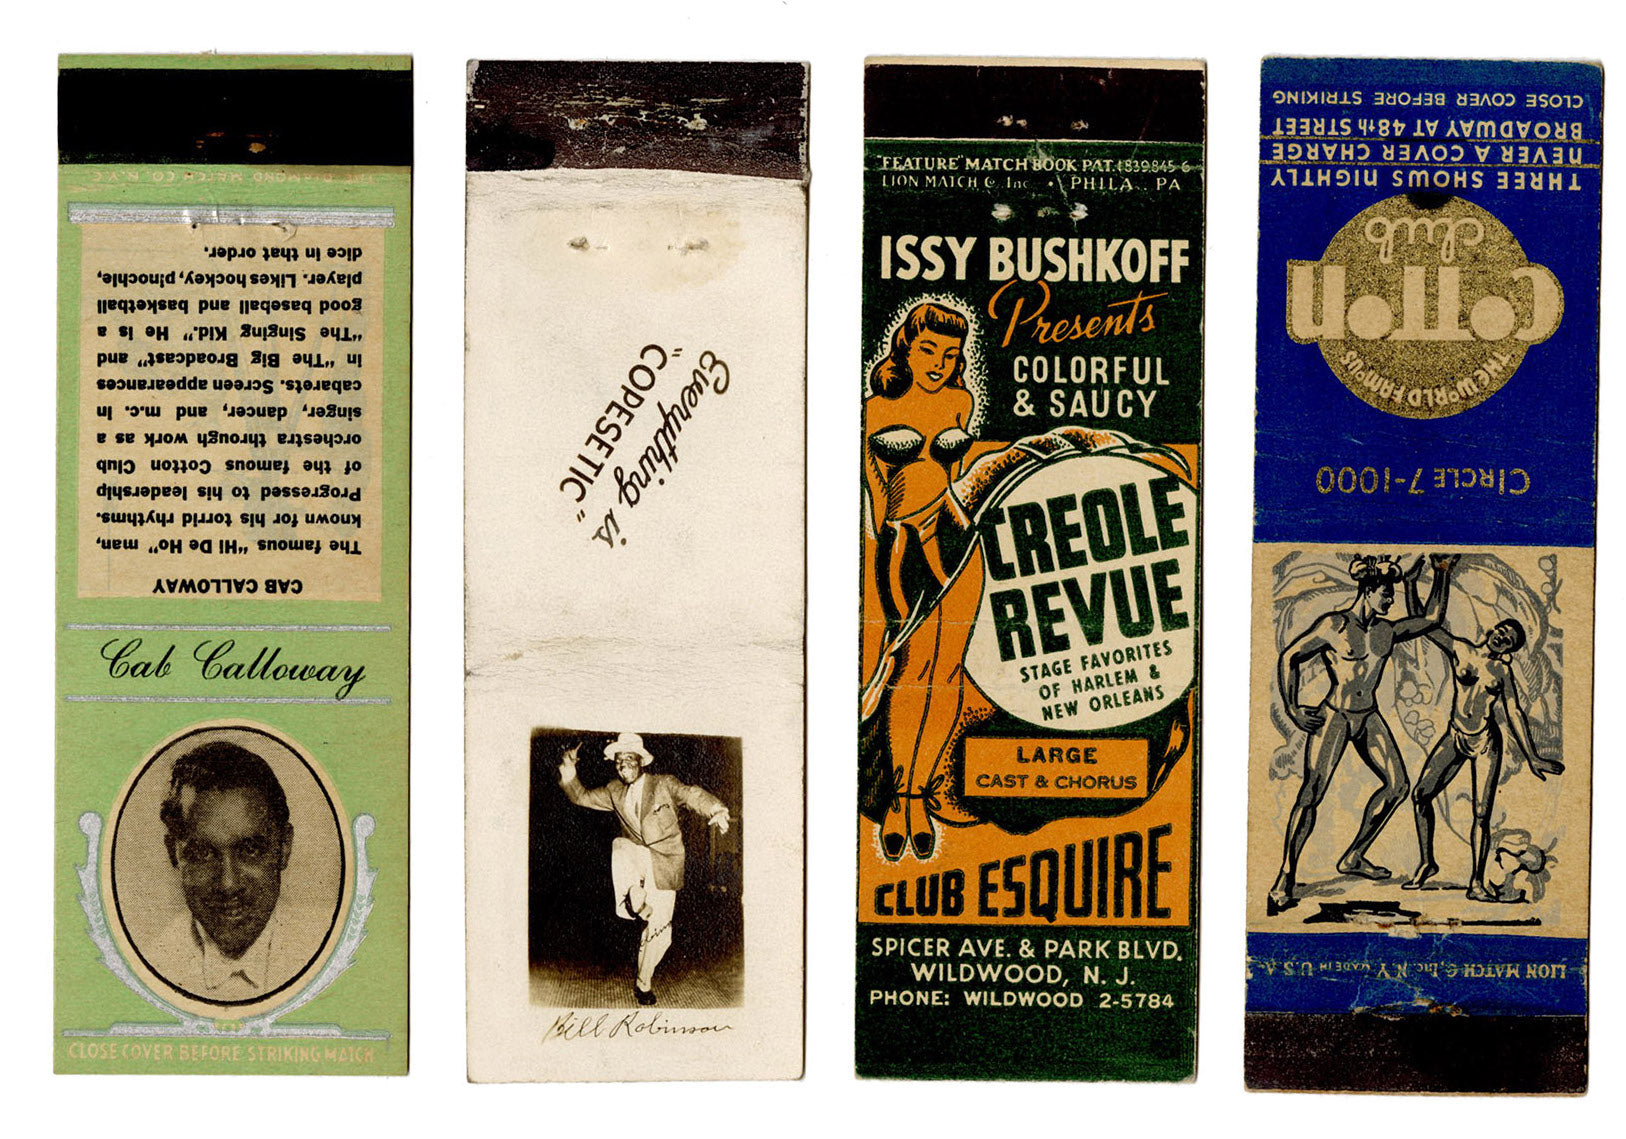 CAB CALLOWAY
The famous "Hi De Ho" man,
known for his torrid rhythms.
Progressed to his leadership
of the famous Cotton Club
orchestra through work as a
singer, dancer, and m.c. in
cabarets. Screen appearances
in "The Big Broadcast" and
"The Singing Kid." He is a
good baseball and basketball
player. Likes hockey, pinochle,
dice in that order.
THE DIAMOND MATCH CO. N.Y.C.
Cab Calloway
CLOSE COVER BEFORE STRIKING MATCH
Everything is
"COPESETIC"
Bill Robinson
"FEATURE" MATCH BOOK PAT. 1839845-6
LION MATCH Co. Inc. • PHILA., PA
ISSY BUSHKOFF
Presents
COLORFUL
& SAUCY
CREOLE
REVUE
STAGE FAVORITES
OF HARLEM &
NEW ORLEANS
LARGE
CAST & CHORUS
CLUB ESQUIRE
SPICER AVE. & PARK BLVD.
WILDWOOD, N. J.
PHONE: WILDWOOD 2-5784
CIRCLE 7-1000
THE WORLD FAMOUS
COTTON
Club
THREE SHOWS NIGHTLY
NEVER A COVER CHARGE
BROADWAY AT 48th STREET
CLOSE COVER BEFORE STRIKING
LION MATCH Co, Inc. N.Y. MADE IN U.S.A.